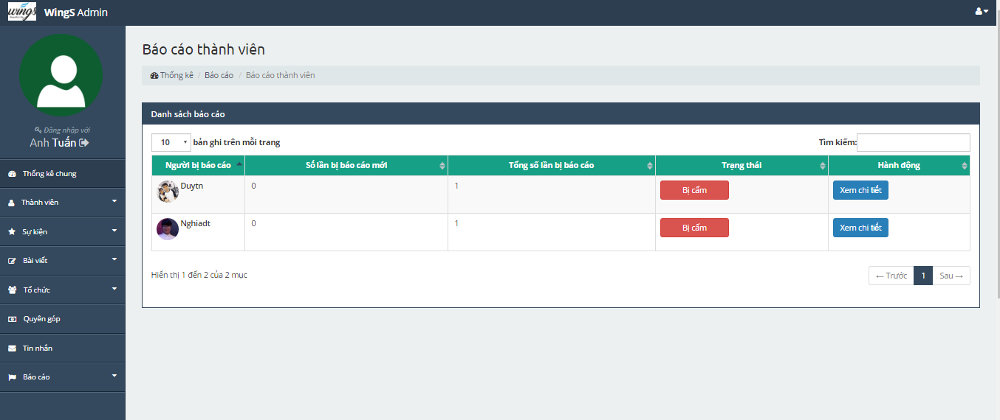 wings WingS Admin
Đăng nhập với
Anh Tuấn
Thống kê chung
Thành viên
Sự kiện
Bài viết
Tổ chức
Quyên góp
Tin nhắn
Báo cáo
Báo cáo thành viên
Thống kê / Báo cáo / Báo cáo thành viên
Danh sách báo cáo
10 bản ghi trên mỗi trang Tìm kiếm:
Người bị báo cáo Số lần bị báo cáo mới Tổng số lần bị báo cáo Trạng thái Hành động
Duytn 0 1 Bị cấm Xem chi tiết
Nghiadt 0 1 Bị cấm Xem chi tiết
Hiển thị 1 đến 2 của 2 mục ← Trước 1 Sau →